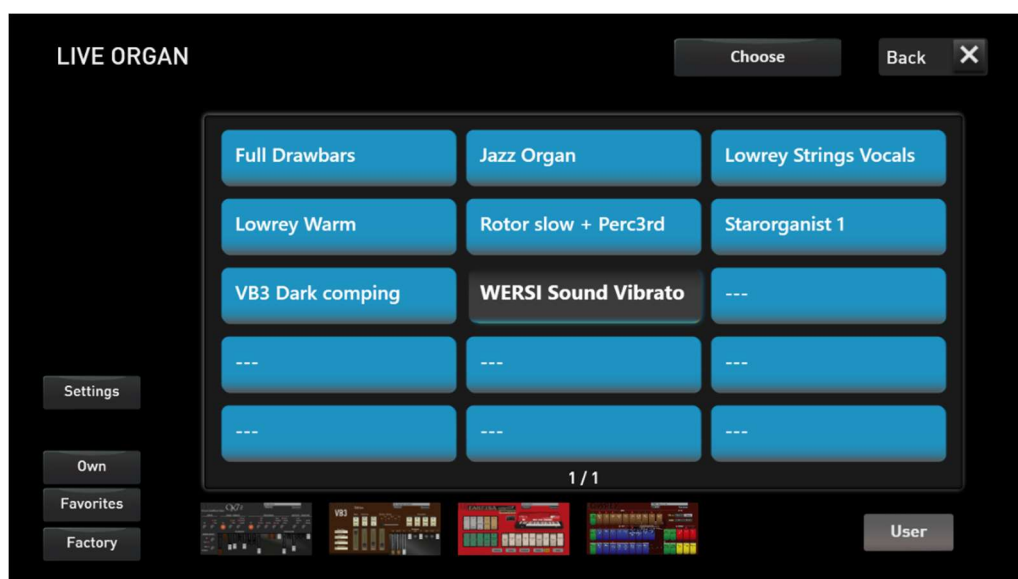 LIVE ORGAN
Choose
Back X
Full Drawbars
Jazz Organ
Lowrey Strings Vocals
Lowrey Warm
Rotor slow + Perc3rd
Starorganist 1
VB3 Dark comping
WERSI Sound Vibrato
---
---
---
---
---
---
---
1 / 1
Settings
Own
Favorites
Factory
VB3
User